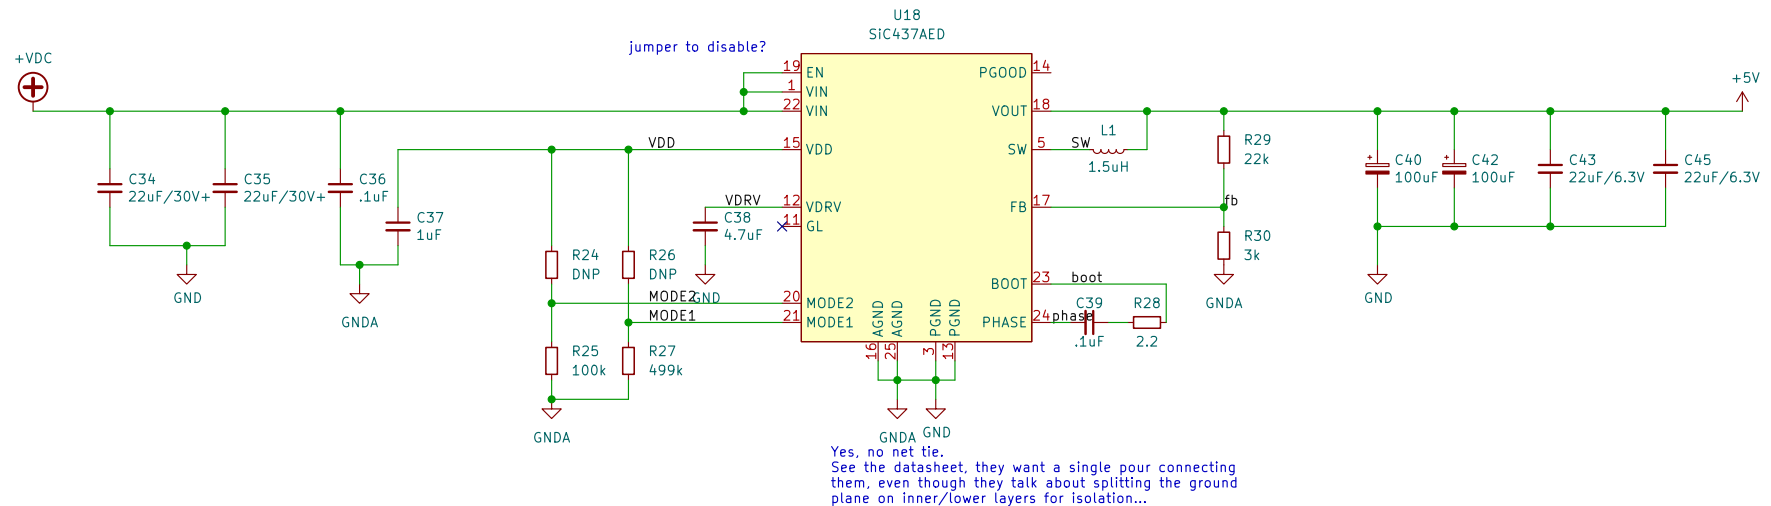 U18
SiC437AED
jumper to disable?
+VDC
+5V
19 EN
1 VIN
22 VIN
15 VDD
12 VDRV
11 GL
20 MODE2
21 MODE1
PGOOD 14
VOUT 18
SW 5
FB 17
BOOT 23
PHASE 24
AGND 16
AGND 25
PGND 3
PGND 13
VDD
VDRV
MODE2
MODE1
SW
fb
boot
phase
C34
22uF/30V+
C35
22uF/30V+
C36
.1uF
C37
1uF
C38
4.7uF
R24
DNP
R26
DNP
R25
100k
R27
499k
L1
1.5uH
R29
22k
R30
3k
C39
.1uF
R28
2.2
C40
100uF
C42
100uF
C43
22uF/6.3V
C45
22uF/6.3V
GND
GNDA
GND
GNDA
GNDA
GND
GNDA
GND
Yes, no net tie.
See the datasheet, they want a single pour connecting
them, even though they talk about splitting the ground
plane on inner/lower layers for isolation...